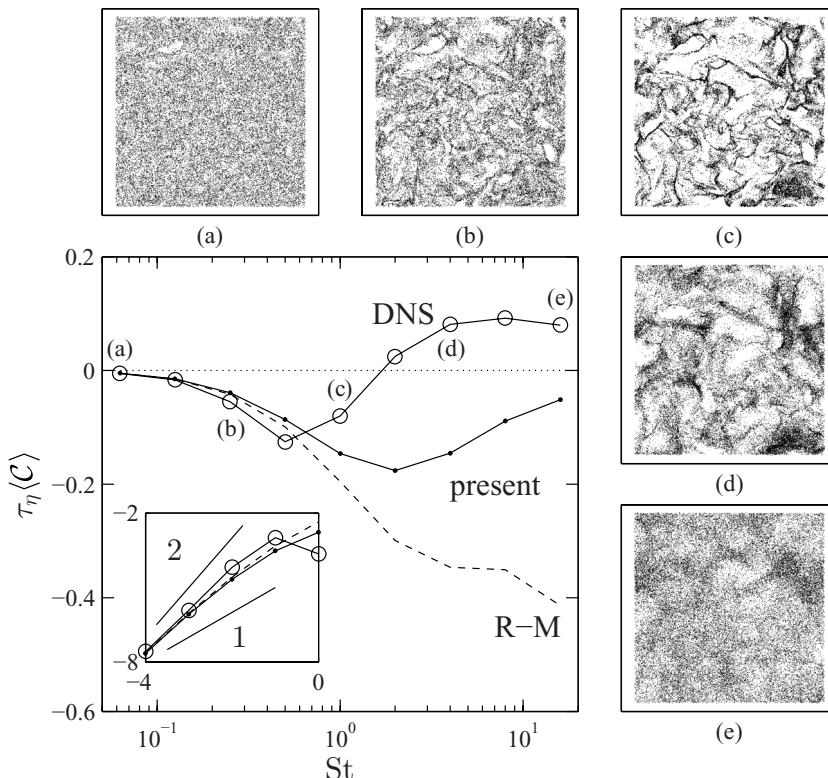 (a)
(b)
(c)
0.2
0
−0.2
−0.4
−0.6
τη⟨𝒞⟩
DNS
(a)
(b)
(c)
(d)
(e)
present
R−M
−2
2
1
−8
−4
0
10⁻¹
10⁰
10¹
St
(d)
(e)